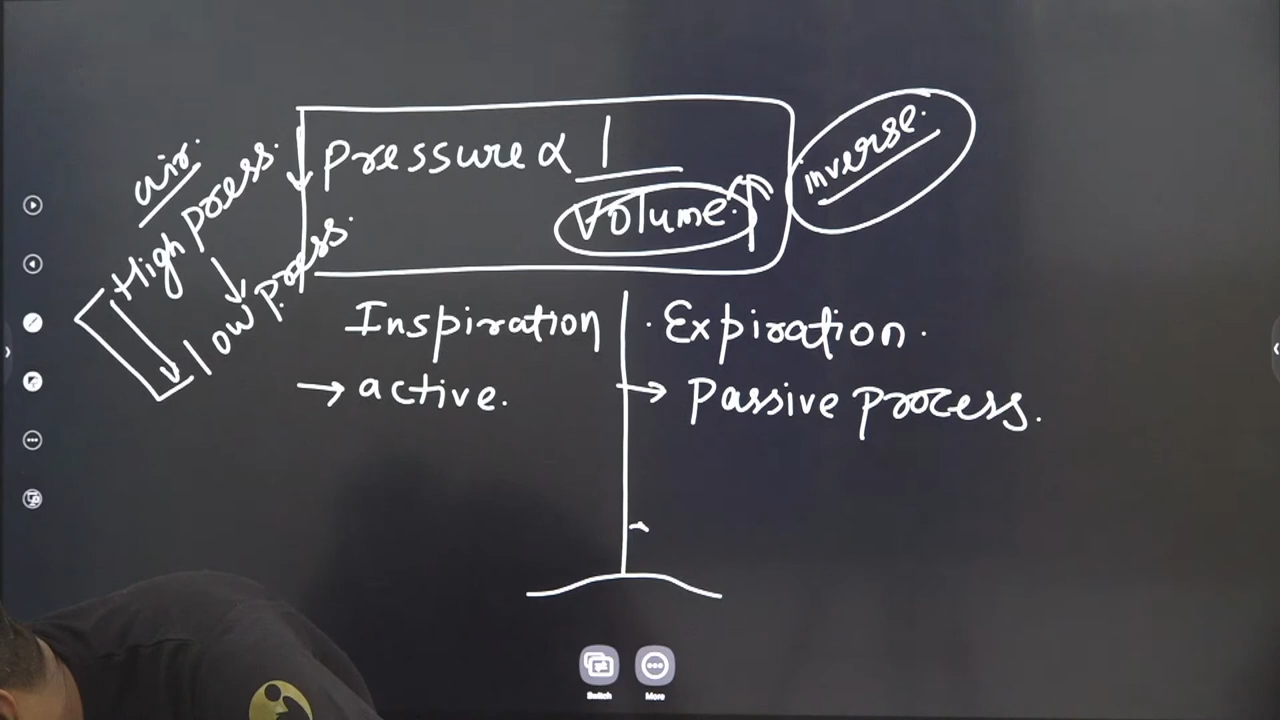 air.
High press.
↓
low press.
Pressure ∝ 1
Volume. ↑
inverse.
Inspiration
. Expiration.
→ active.
→ Passive process.
Switch
More